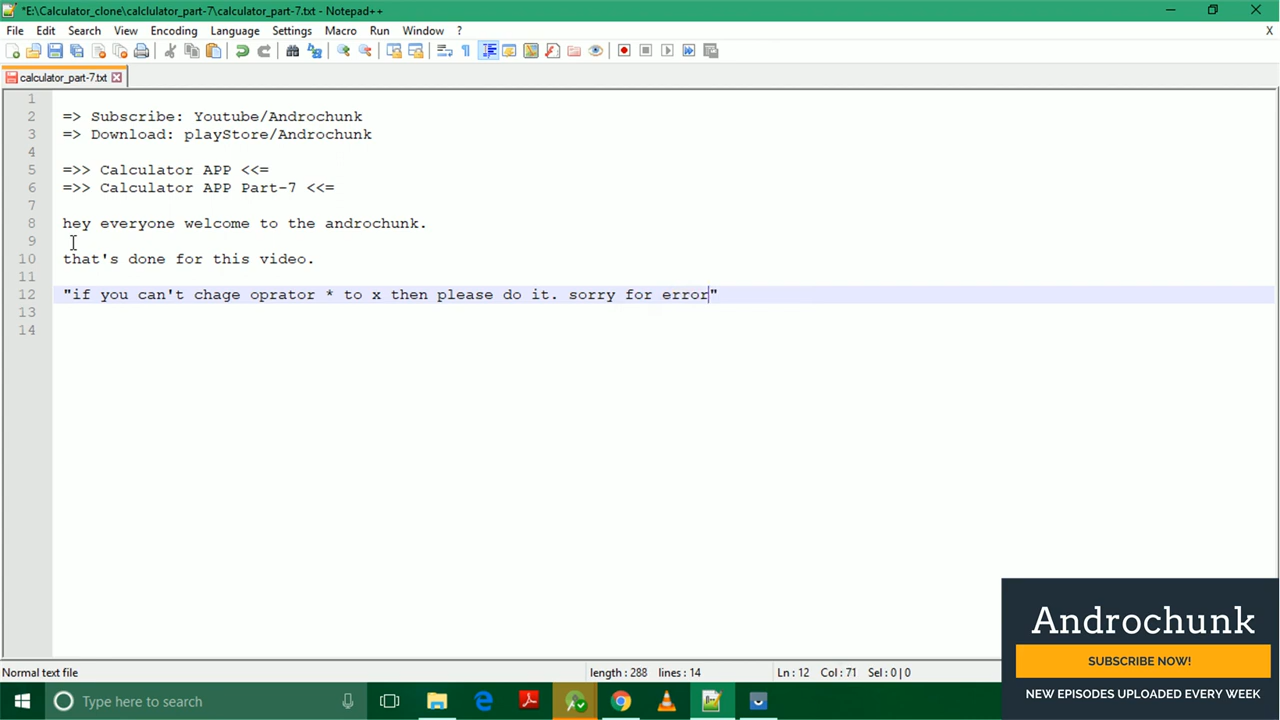 *E:\Calculator_clone\calclulator_part-7\calculator_part-7.txt - Notepad++
File Edit Search View Encoding Language Settings Macro Run Window ? X
calculator_part-7.txt
1
2 => Subscribe: Youtube/Androchunk
3 => Download: playStore/Androchunk
4
5 =>> Calculator APP <<=
6 =>> Calculator APP Part-7 <<=
7
8 hey everyone welcome to the androchunk.
9
10 that's done for this video.
11
12 "if you can't chage oprator * to x then please do it. sorry for error"
13
14
Androchunk
SUBSCRIBE NOW!
NEW EPISODES UPLOADED EVERY WEEK
Normal text file length : 288 lines : 14 Ln : 12 Col : 71 Sel : 0 | 0
Type here to search